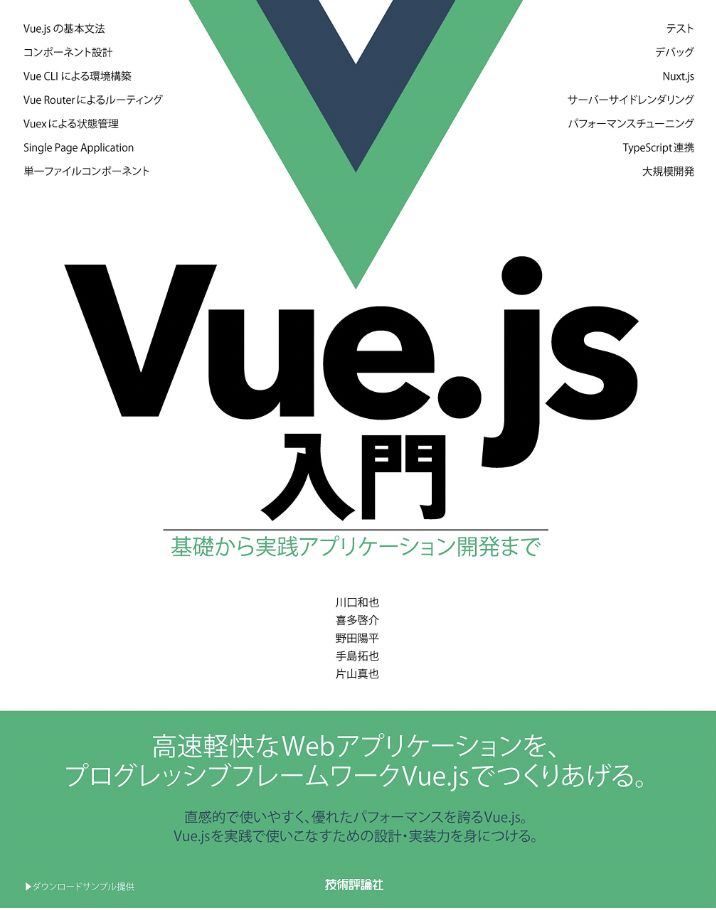 Vue.js の基本文法
コンポーネント設計
Vue CLI による環境構築
Vue Routerによるルーティング
Vuexによる状態管理
Single Page Application
単一ファイルコンポーネント
テスト
デバッグ
Nuxt.js
サーバーサイドレンダリング
パフォーマンスチューニング
TypeScript連携
大規模開発
Vue.js
入門
基礎から実践アプリケーション開発まで
川口和也
喜多啓介
野田陽平
手島拓也
片山真也
高速軽快なWebアプリケーションを、
プログレッシブフレームワークVue.jsでつくりあげる。
直感的で使いやすく、優れたパフォーマンスを誇るVue.js。
Vue.jsを実践で使いこなすための設計・実装力を身につける。
▶ダウンロードサンプル提供
技術評論社